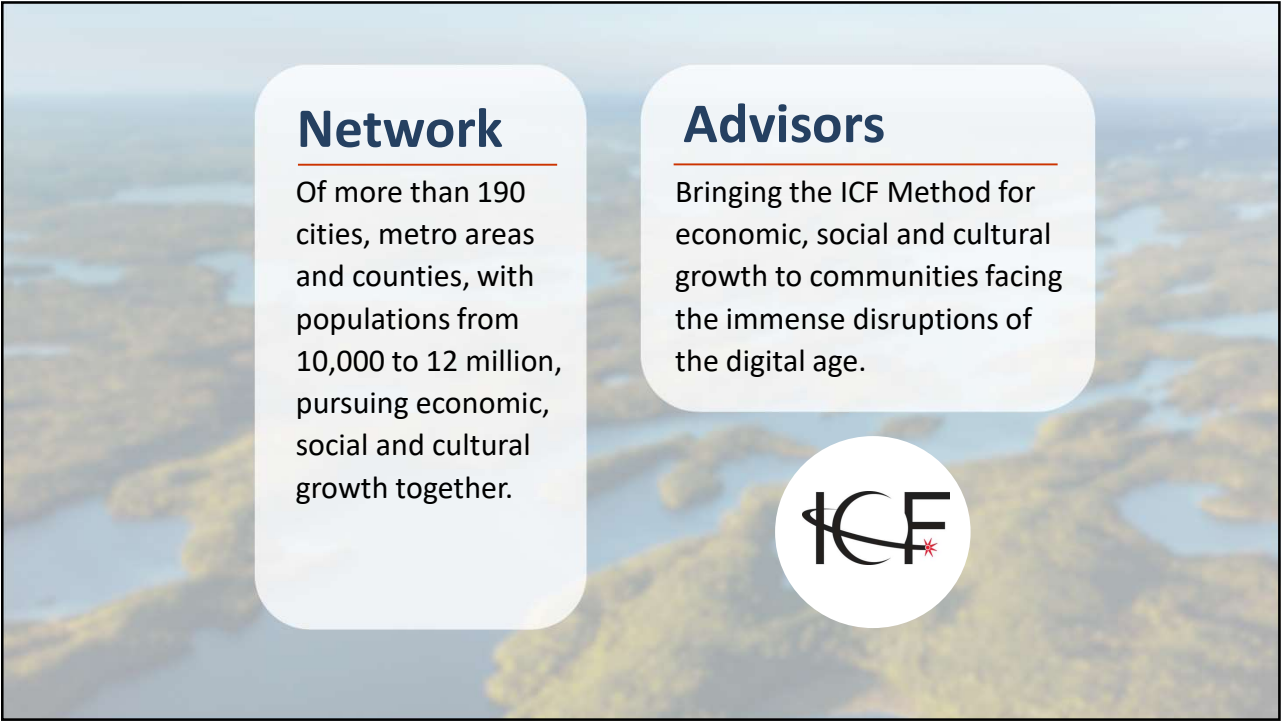 Network
Of more than 190
cities, metro areas
and counties, with
populations from
10,000 to 12 million,
pursuing economic,
social and cultural
growth together.
Advisors
Bringing the ICF Method for
economic, social and cultural
growth to communities facing
the immense disruptions of
the digital age.
ICF